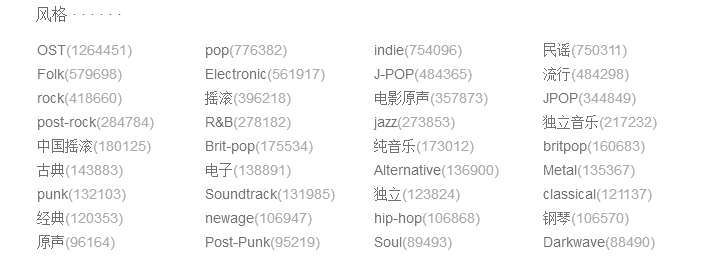 风格 · · · · · ·
OST(1264451) pop(776382) indie(754096) 民谣(750311)
Folk(579698) Electronic(561917) J-POP(484365) 流行(484298)
rock(418660) 摇滚(396218) 电影原声(357873) JPOP(344849)
post-rock(284784) R&B(278182) jazz(273853) 独立音乐(217232)
中国摇滚(180125) Brit-pop(175534) 纯音乐(173012) britpop(160683)
古典(143883) 电子(138891) Alternative(136900) Metal(135367)
punk(132103) Soundtrack(131985) 独立(123824) classical(121137)
经典(120353) newage(106947) hip-hop(106868) 钢琴(106570)
原声(96164) Post-Punk(95219) Soul(89493) Darkwave(88490)